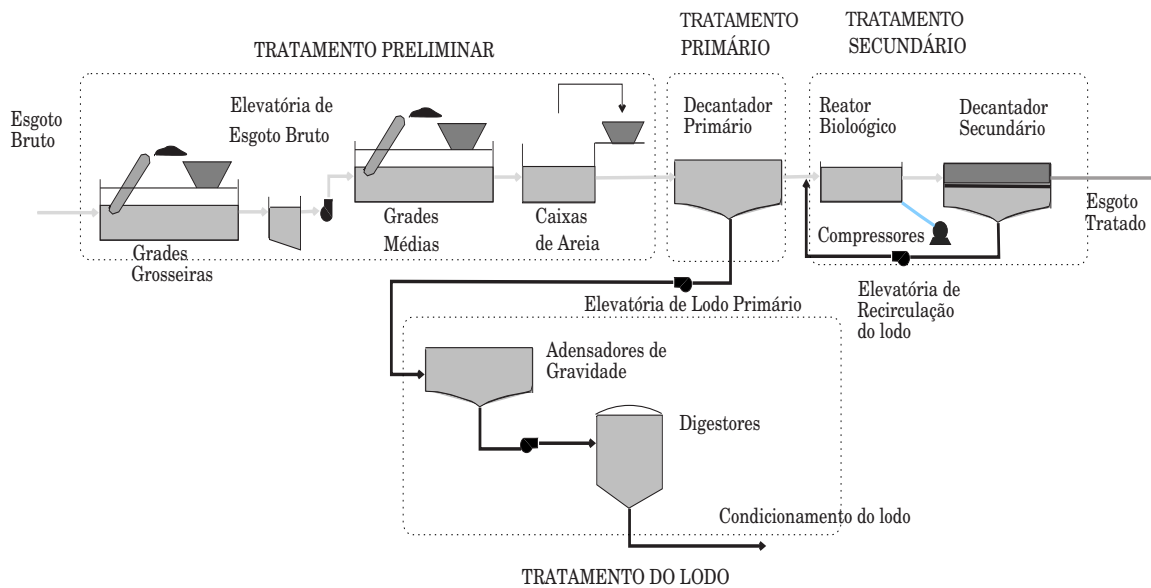 TRATAMENTO PRELIMINAR
TRATAMENTO
PRIMÁRIO
TRATAMENTO
SECUNDÁRIO
Esgoto
Bruto
Elevatória de
Esgoto Bruto
Decantador
Primário
Reator
Bioloógico
Decantador
Secundário
Grades
Grosseiras
Grades
Médias
Caixas
de Areia
Compressores
Esgoto
Tratado
Elevatória de Lodo Primário
Elevatória de
Recirculação
do lodo
Adensadores de
Gravidade
Digestores
Condicionamento do lodo
TRATAMENTO DO LODO